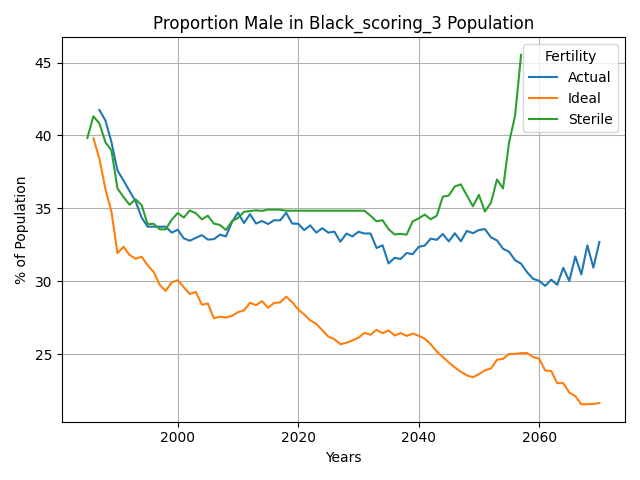 Proportion Male in Black_scoring_3 Population
% of Population
45
40
35
30
25
Fertility
Actual
Ideal
Sterile
2000
2020
2040
2060
Years